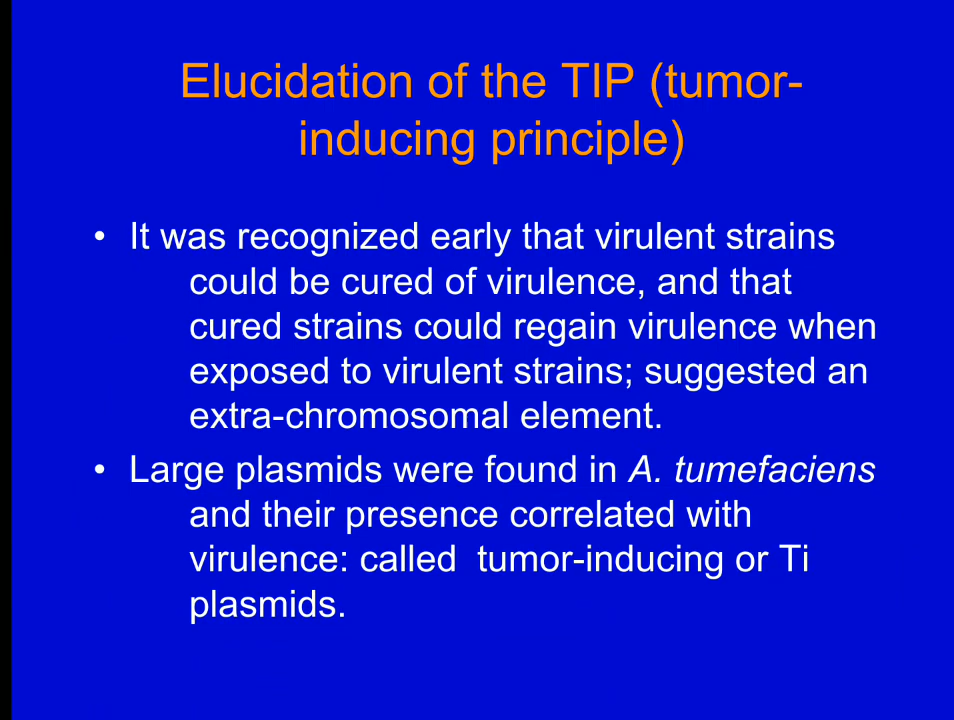 Elucidation of the TIP (tumor-
inducing principle)
• It was recognized early that virulent strains
could be cured of virulence, and that
cured strains could regain virulence when
exposed to virulent strains; suggested an
extra-chromosomal element.
• Large plasmids were found in A. tumefaciens
and their presence correlated with
virulence: called  tumor-inducing or Ti
plasmids.